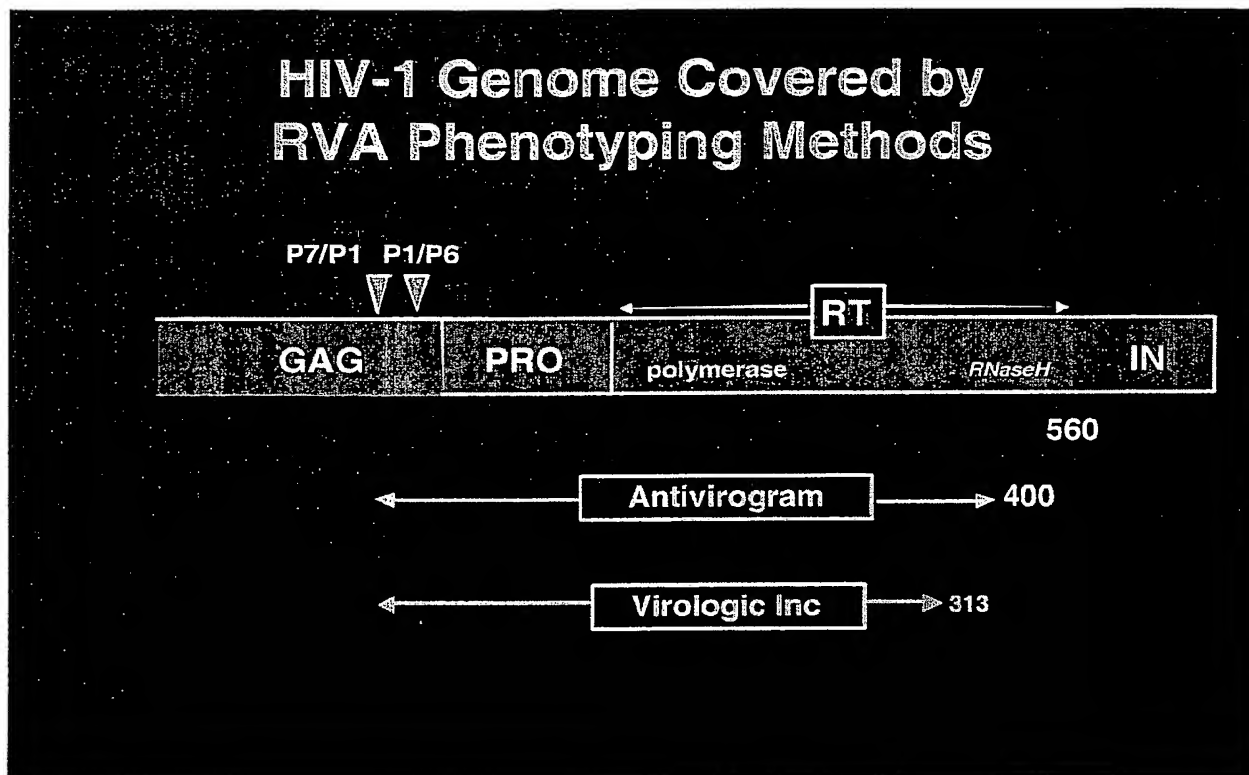 HIV-1 Genome Covered by
RVA Phenotyping Methods
P7/P1 P1/P6
RT
GAG PRO polymerase RNaseH IN
560
Antivirogram 400
Virologic Inc 313